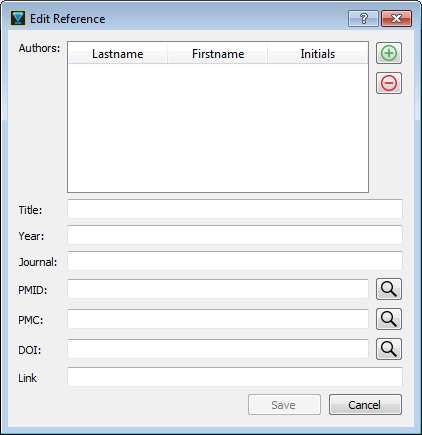 Edit Reference
Authors:
Lastname Firstname Initials
Title:
Year:
Journal:
PMID:
PMC:
DOI:
Link
Save Cancel